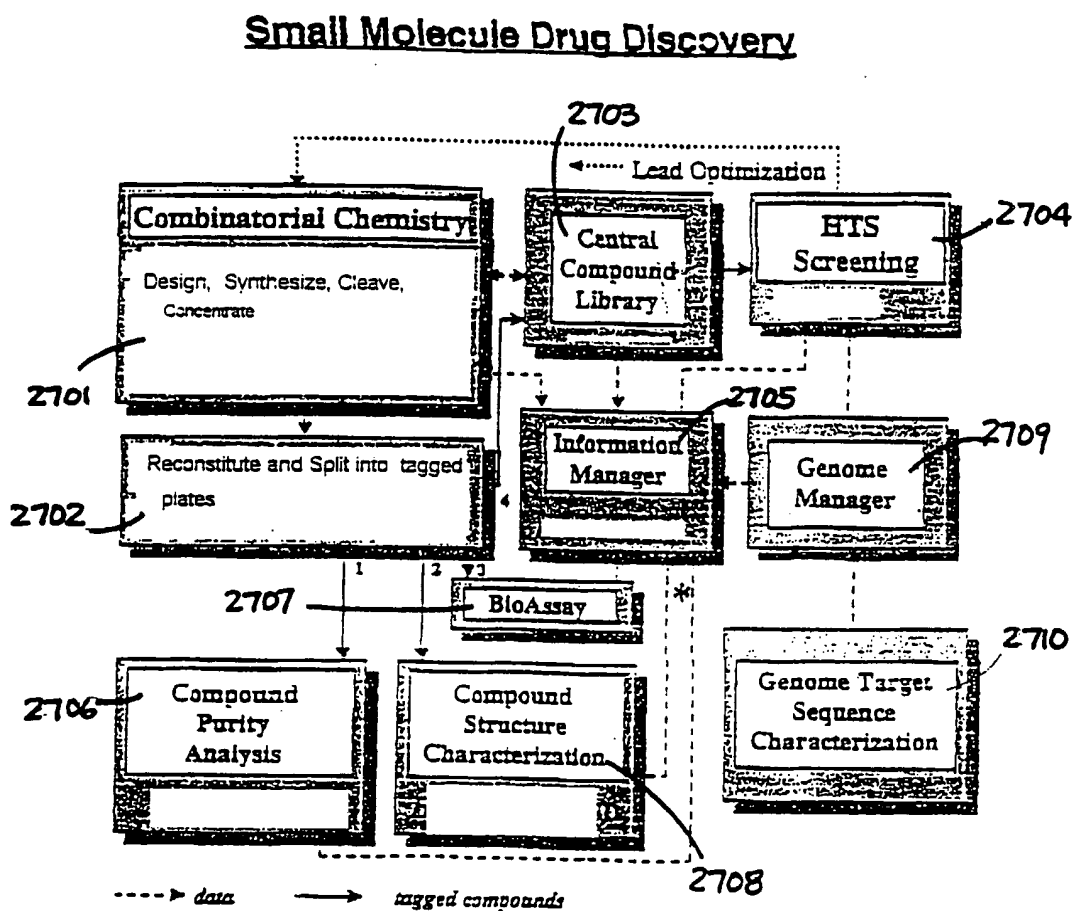 Small Molecule Drug Discovery
2703
Lead Optimization
Combinatorial Chemistry
Design, Synthesize, Cleave,
Concentrate
2701
Central
Compound
Library
HTS
Screening
2704
2705
Reconstitute and Split into tagged
plates
2702
4
Information
Manager
Genome
Manager
2709
1
2
3
2707
BioAssay
*
2706
Compound
Purity
Analysis
Compound
Structure
Characterization
2708
Genome Target
Sequence
Characterization
2710
data
tagged compounds